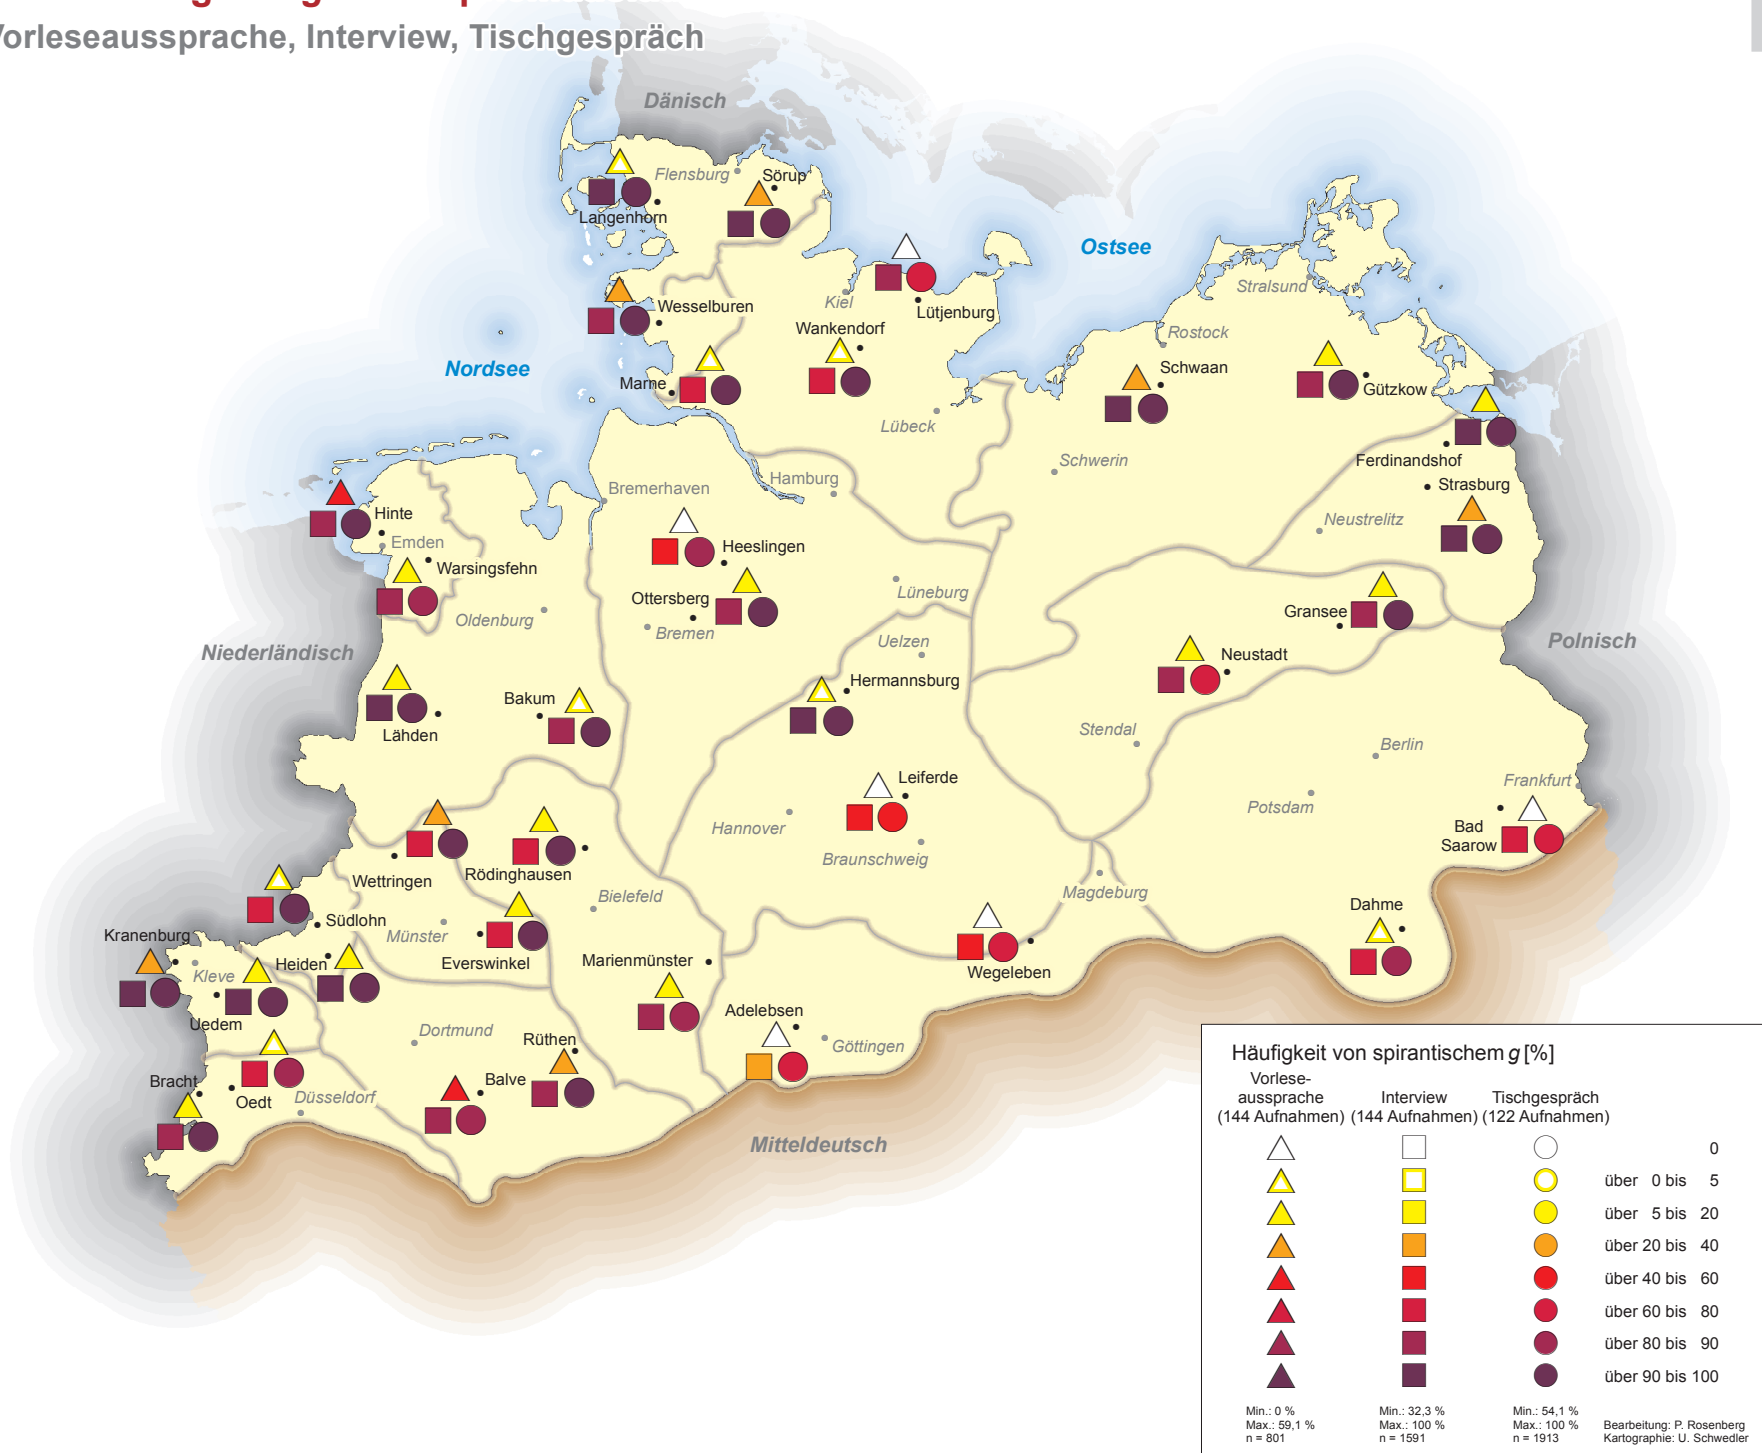 Vorleseaussprache, Interview, Tischgespräch
Dänisch
Flensburg
Sörup
Langenhorn
Ostsee
Stralsund
Kiel
Lütjenburg
Wesselburen
Wankendorf
Rostock
Nordsee
Schwaan
Marne
Gützkow
Lübeck
Schwerin
Ferdinandshof
Hamburg
Bremerhaven
Strasburg
Hinte
Neustrelitz
Emden
Heeslingen
Warsingsfehn
Lüneburg
Ottersberg
Gransee
Oldenburg
Bremen
Uelzen
Polnisch
Niederländisch
Neustadt
Hermannsburg
Bakum
Stendal
Lähden
Berlin
Leiferde
Frankfurt
Potsdam
Hannover
Bad
Saarow
Braunschweig
Rödinghausen
Wettringen
Magdeburg
Bielefeld
Dahme
Südlohn
Kranenburg
Münster
Everswinkel
Marienmünster
Heiden
Wegeleben
Kleve
Adelebsen
Uedem
Dortmund
Rüthen
Göttingen
Bracht
Balve
Oedt
Düsseldorf
Mitteldeutsch
Häufigkeit von spirantischem g [%]
Vorlese-
aussprache Interview Tischgespräch
(144 Aufnahmen) (144 Aufnahmen) (122 Aufnahmen)
0
über 0 bis 5
über 5 bis 20
über 20 bis 40
über 40 bis 60
über 60 bis 80
über 80 bis 90
über 90 bis 100
Min.: 0 % Min.: 32,3 % Min.: 54,1 %
Max.: 59,1 % Max.: 100 % Max.: 100 % Bearbeitung: P. Rosenberg
n = 801 n = 1591 n = 1913 Kartographie: U. Schwedler